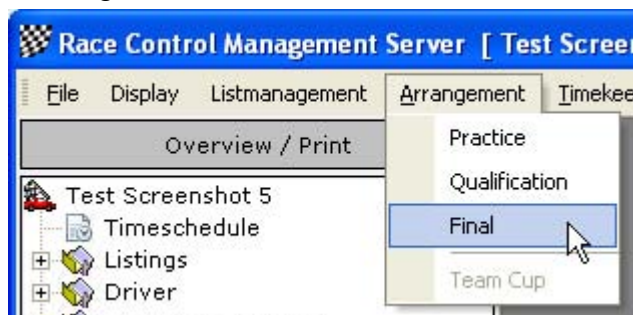 Race Control Management Server [ Test Screen
File Display Listmanagement Arrangement Timekee
Overview / Print
Practice
Qualification
Final
Team Cup
Test Screenshot 5
Timeschedule
Listings
Driver